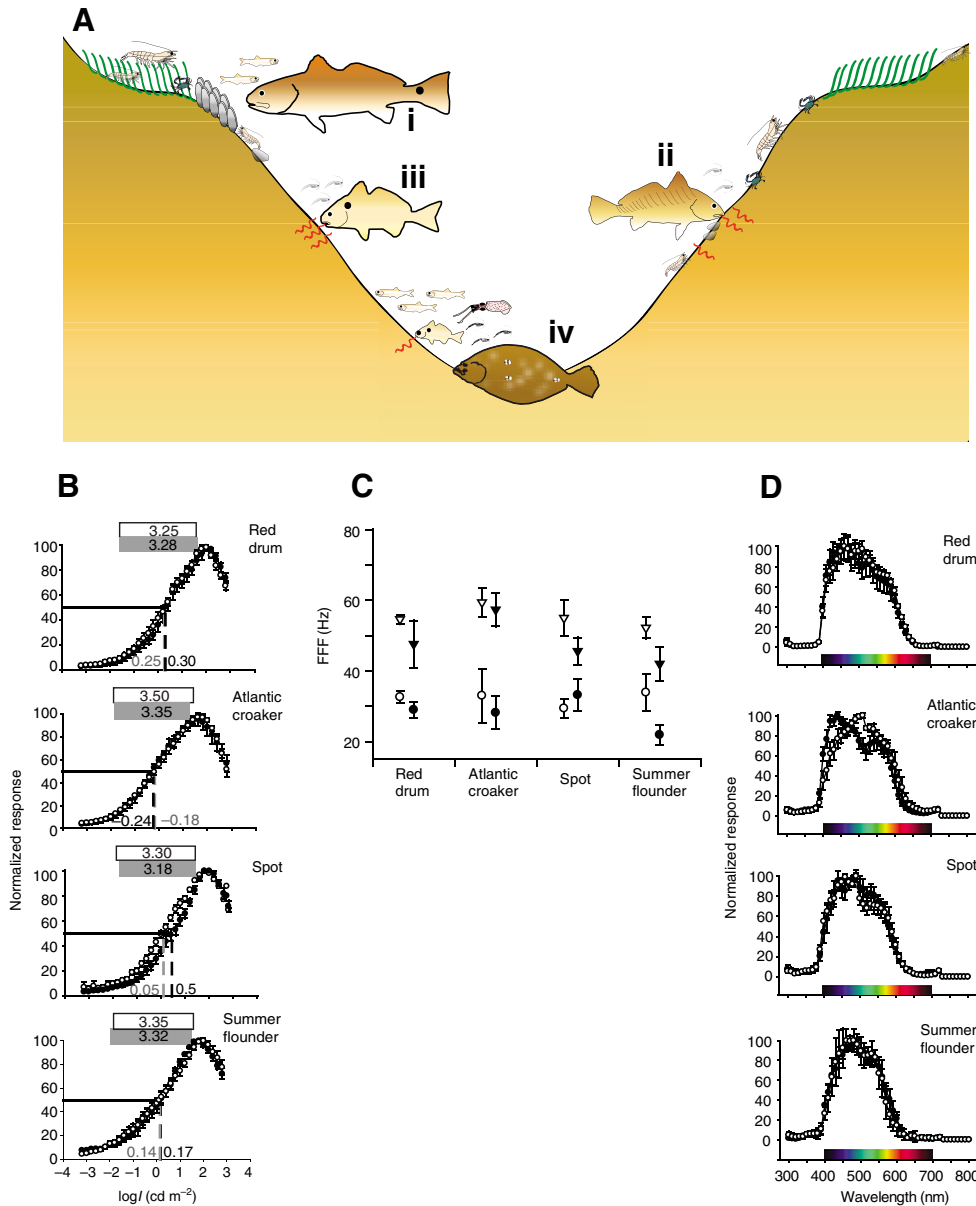 A
i
ii
iii
iv
B
3.25
3.28
Red
drum
100
80
60
40
20
0
0.25
0.30
3.50
3.35
Atlantic
croaker
100
80
60
40
20
0
−0.24
−0.18
3.30
3.18
Spot
100
80
60
40
20
0
0.05
0.5
3.35
3.32
Summer
flounder
100
80
60
40
20
0
0.14
0.17
−4 −3 −2 −1 0 1 2 3 4
logI (cd m−2)
Normalized response
C
80
60
40
20
FFF (Hz)
Red
drum
Atlantic
croaker
Spot
Summer
flounder
D
Red
drum
100
80
60
40
20
0
Atlantic
croaker
100
80
60
40
20
0
Spot
100
80
60
40
20
0
Summer
flounder
100
80
60
40
20
0
300 400 500 600 700 800
Wavelength (nm)
Normalized response